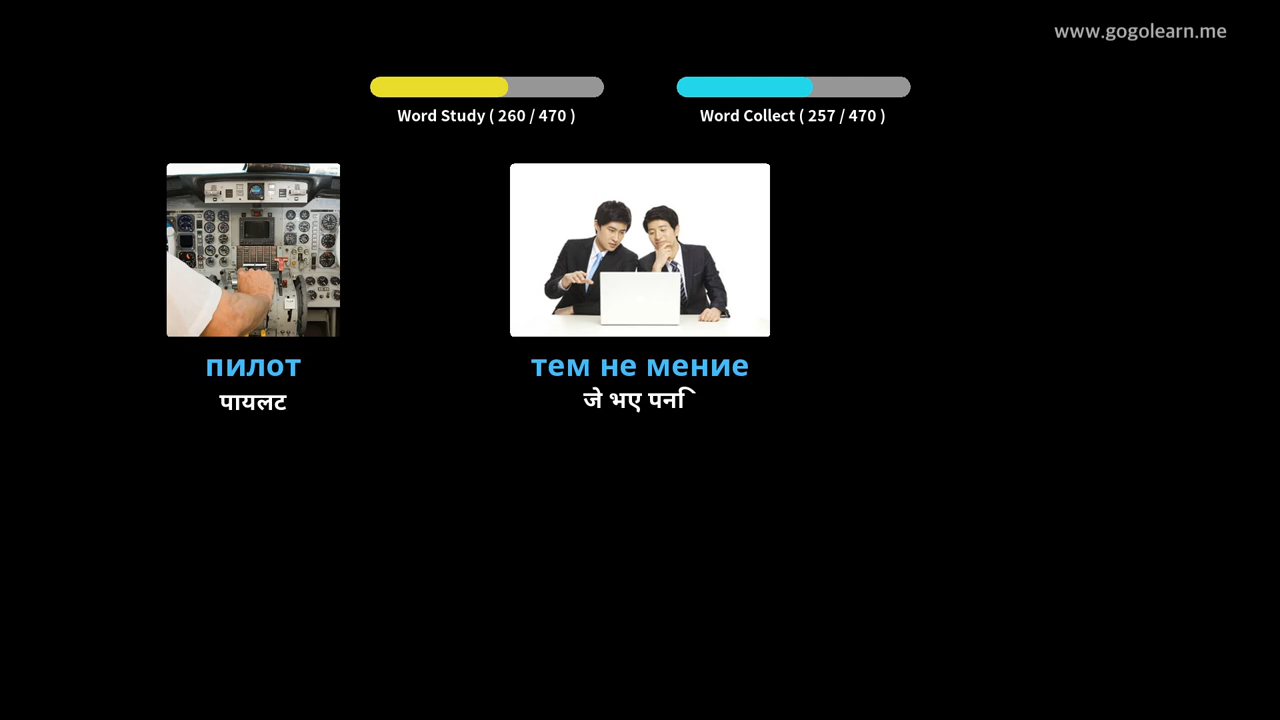 www.gogolearn.me
Word Study ( 260 / 470 )
Word Collect ( 257 / 470 )
пилот
पायलट
тем не мение
जे भए पनि